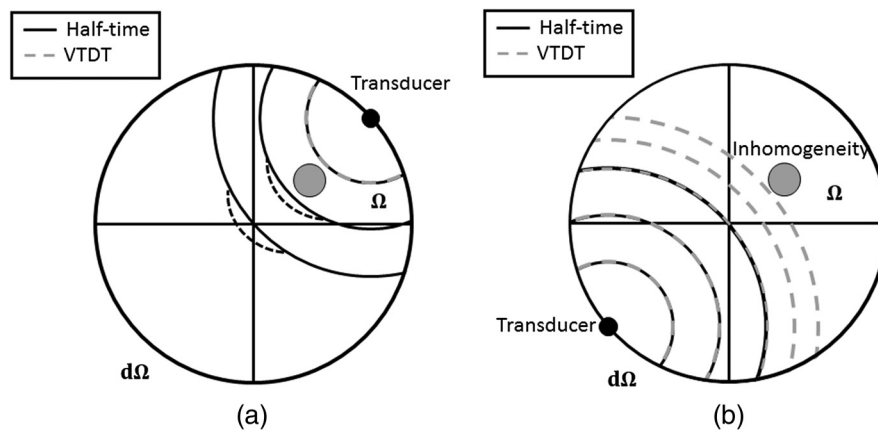 Half-time
VTDT
Transducer
Ω
dΩ
(a)
Half-time
VTDT
Inhomogeneity
Ω
Transducer
dΩ
(b)